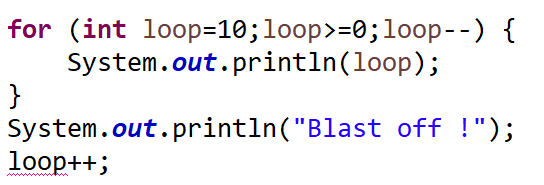 for (int loop=10;loop>=0;loop--) {
    System.out.println(loop);
}
System.out.println("Blast off !");
loop++;